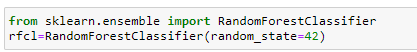 from sklearn.ensemble import RandomForestClassifier
rfcl=RandomForestClassifier(random_state=42)